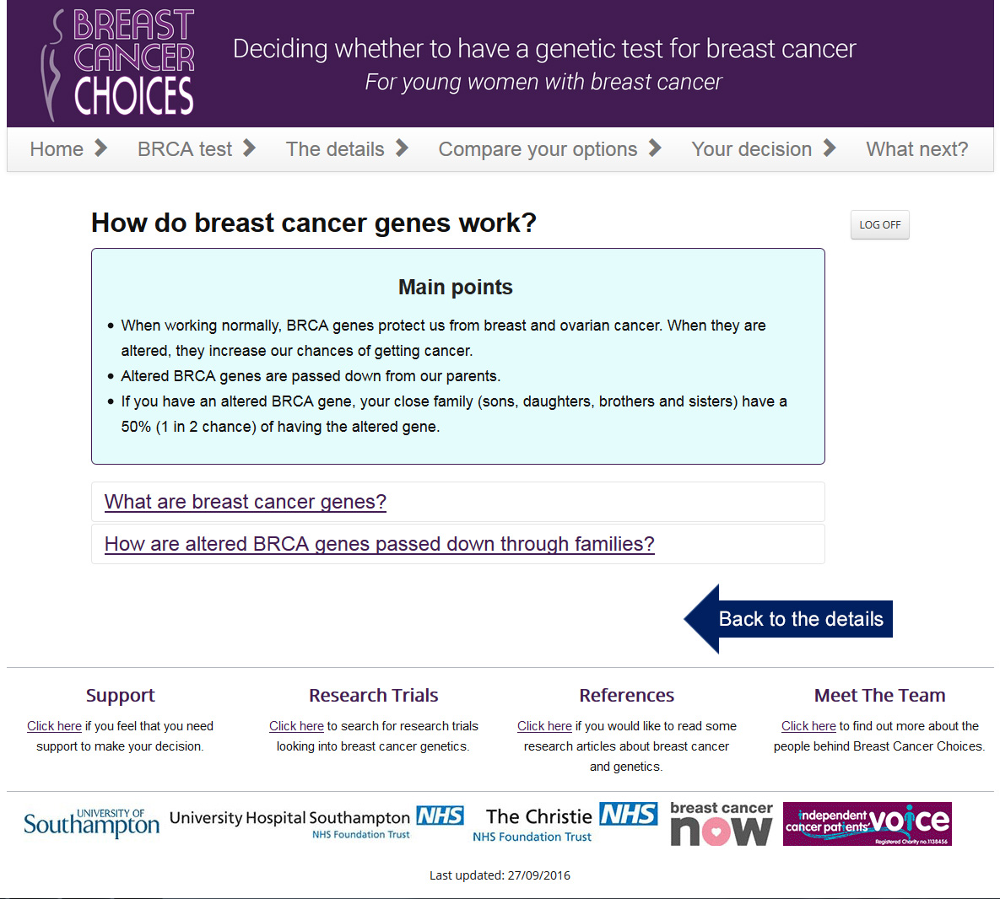 BREAST
CANCER
CHOICES
Deciding whether to have a genetic test for breast cancer
For young women with breast cancer
Home BRCA test The details Compare your options Your decision What next?
How do breast cancer genes work?
LOG OFF
Main points
• When working normally, BRCA genes protect us from breast and ovarian cancer. When they are
altered, they increase our chances of getting cancer.
• Altered BRCA genes are passed down from our parents.
• If you have an altered BRCA gene, your close family (sons, daughters, brothers and sisters) have a
50% (1 in 2 chance) of having the altered gene.
What are breast cancer genes?
How are altered BRCA genes passed down through families?
Back to the details
Support
Click here if you feel that you need
support to make your decision.
Research Trials
Click here to search for research trials
looking into breast cancer genetics.
References
Click here if you would like to read some
research articles about breast cancer
and genetics.
Meet The Team
Click here to find out more about the
people behind Breast Cancer Choices.
UNIVERSITY OF
Southampton
University Hospital Southampton NHS
NHS Foundation Trust
The Christie NHS
NHS Foundation Trust
breast cancer
now
independent
cancer patients' voice
Registered Charity no.1138456
Last updated: 27/09/2016